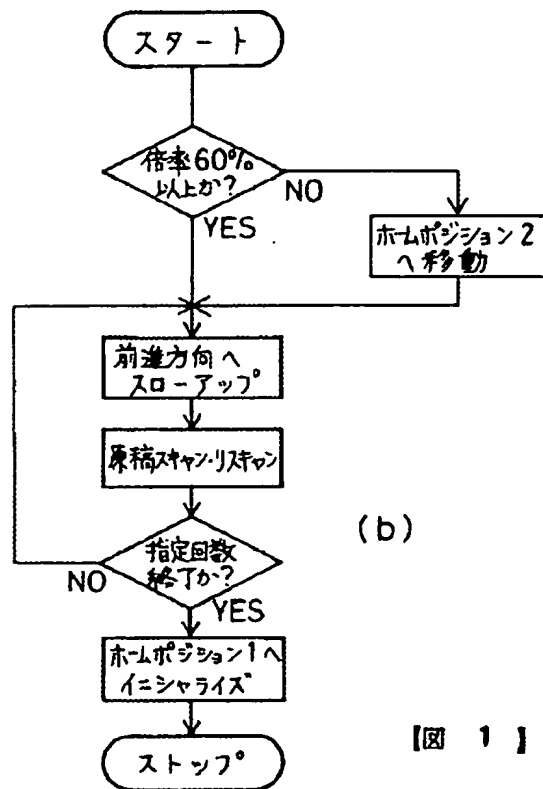 スタート
倍率60%
以上か?
NO
YES
ホームポジション2
へ移動
前進方向へ
スローアップ
原稿スキャン・リスキャン
(b)
指定回数
終了か?
NO
YES
ホームポジション1へ
イニシャライズ
ストップ
【図 1 】